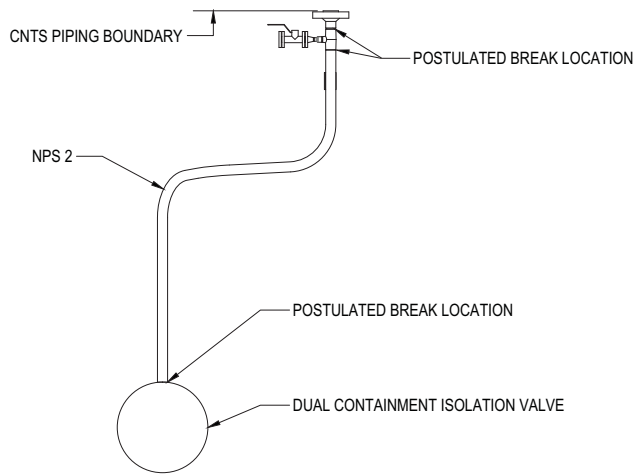 CNTS PIPING BOUNDARY
POSTULATED BREAK LOCATION
NPS 2
POSTULATED BREAK LOCATION
DUAL CONTAINMENT ISOLATION VALVE